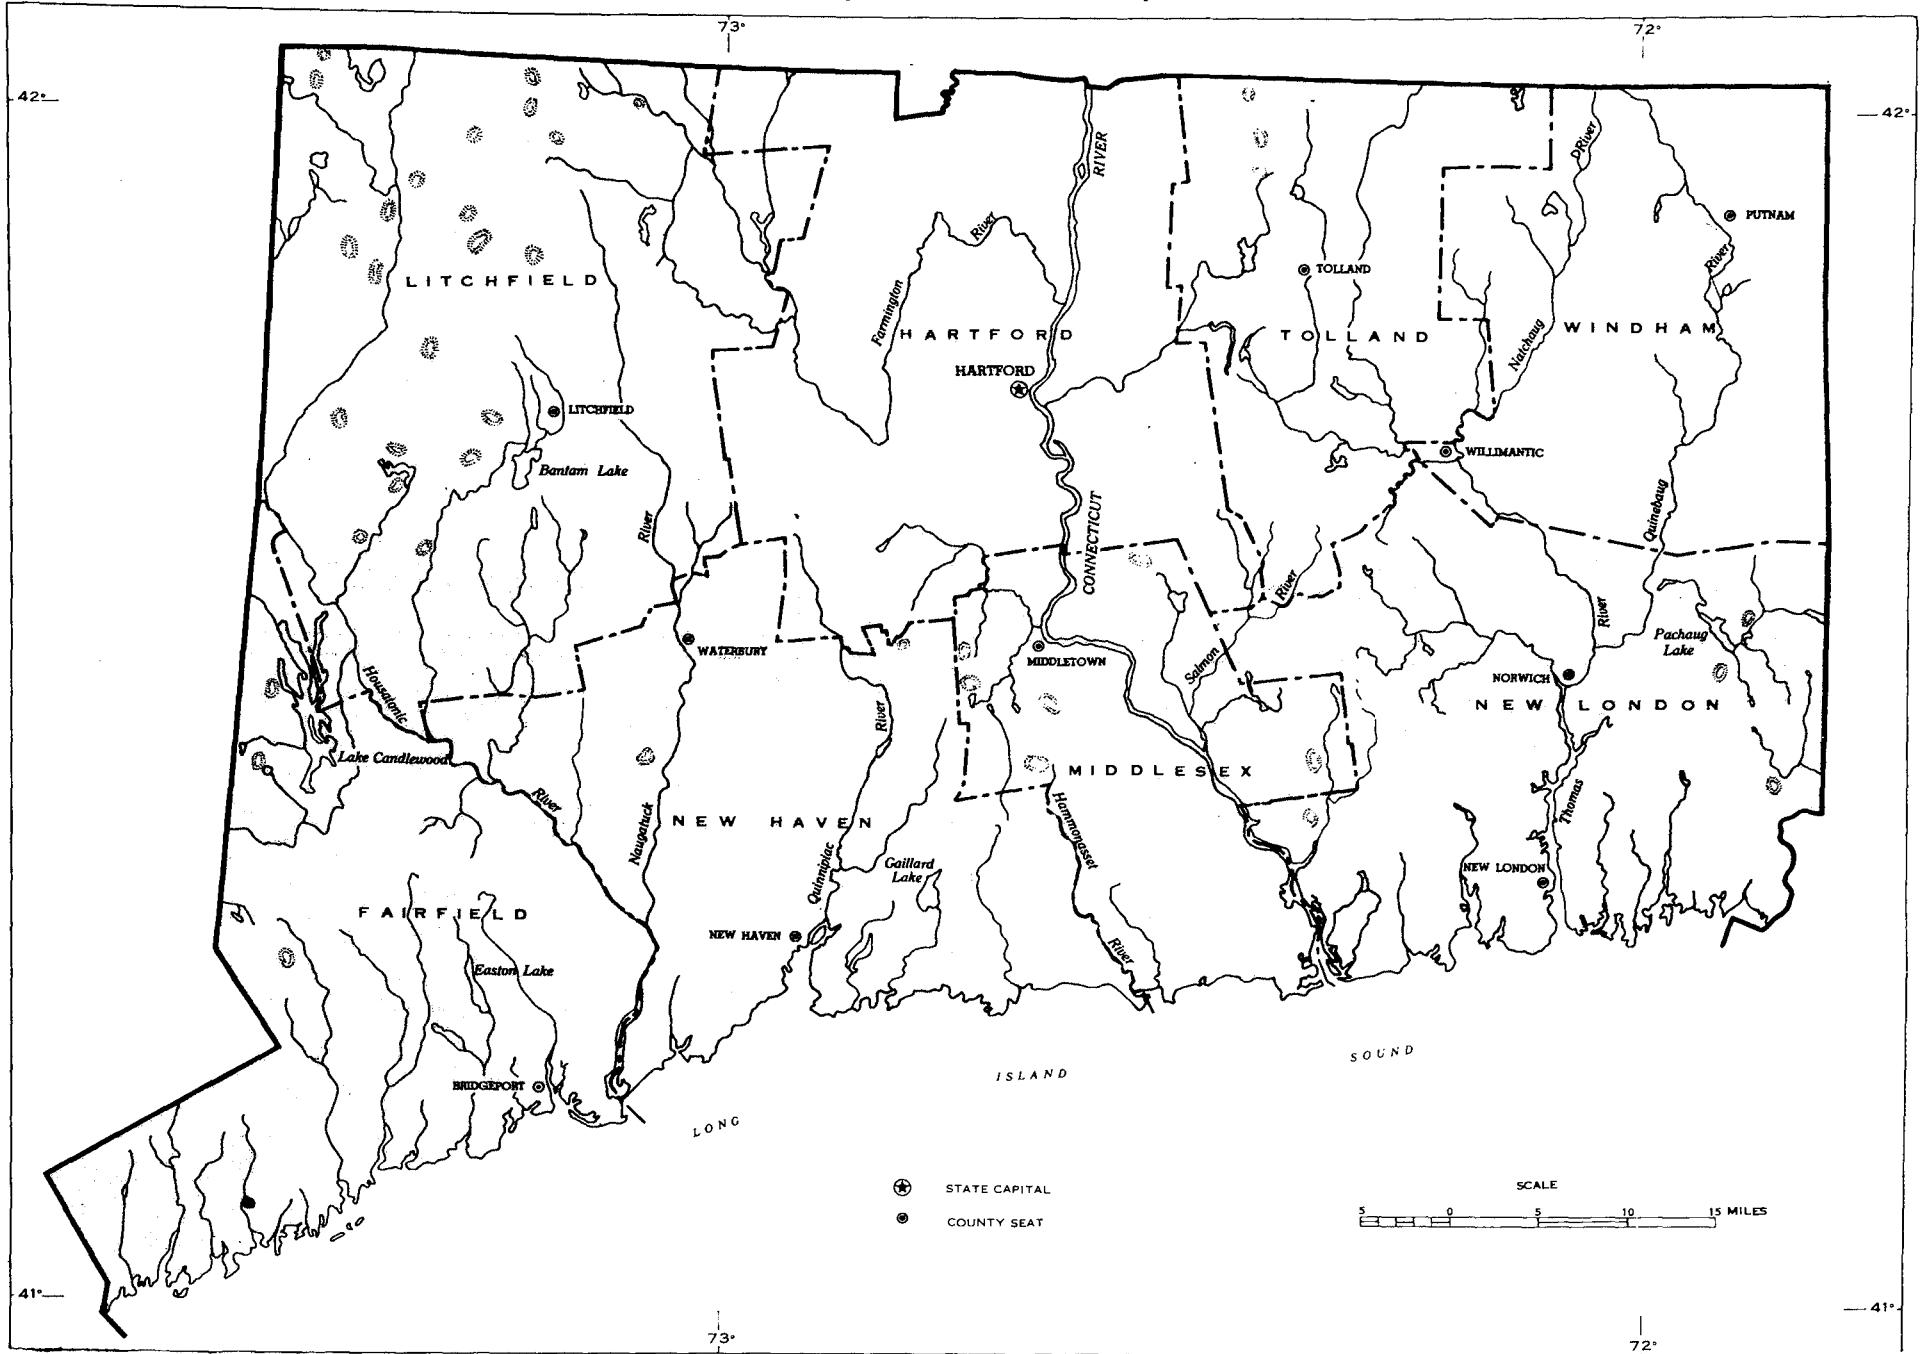 73°
72°
42°
42°
RIVER
River
PUTNAM
River
River
TOLLAND
LITCHFIELD
Farmington
HARTFORD
TOLLAND
Natchaug
WINDHAM
HARTFORD
LITCHFIELD
WILLIMANTIC
Bantam Lake
River
CONNECTICUT
Quinebaug
River
River
Pachaug
Lake
WATERBURY
MIDDLETOWN
Salmon
NORWICH
Housatonic
River
NEW LONDON
Lake Candlewood
MIDDLESEX
River
Hammonasset
Thomas
NEW HAVEN
Naugatuck
Quinnipiac
Gaillard
Lake
NEW LONDON
FAIRFIELD
NEW HAVEN
River
Easton Lake
BRIDGEPORT
LONG
ISLAND
SOUND
STATE CAPITAL
COUNTY SEAT
SCALE
5 0 5 10 15 MILES
41°
41°
73°
72°